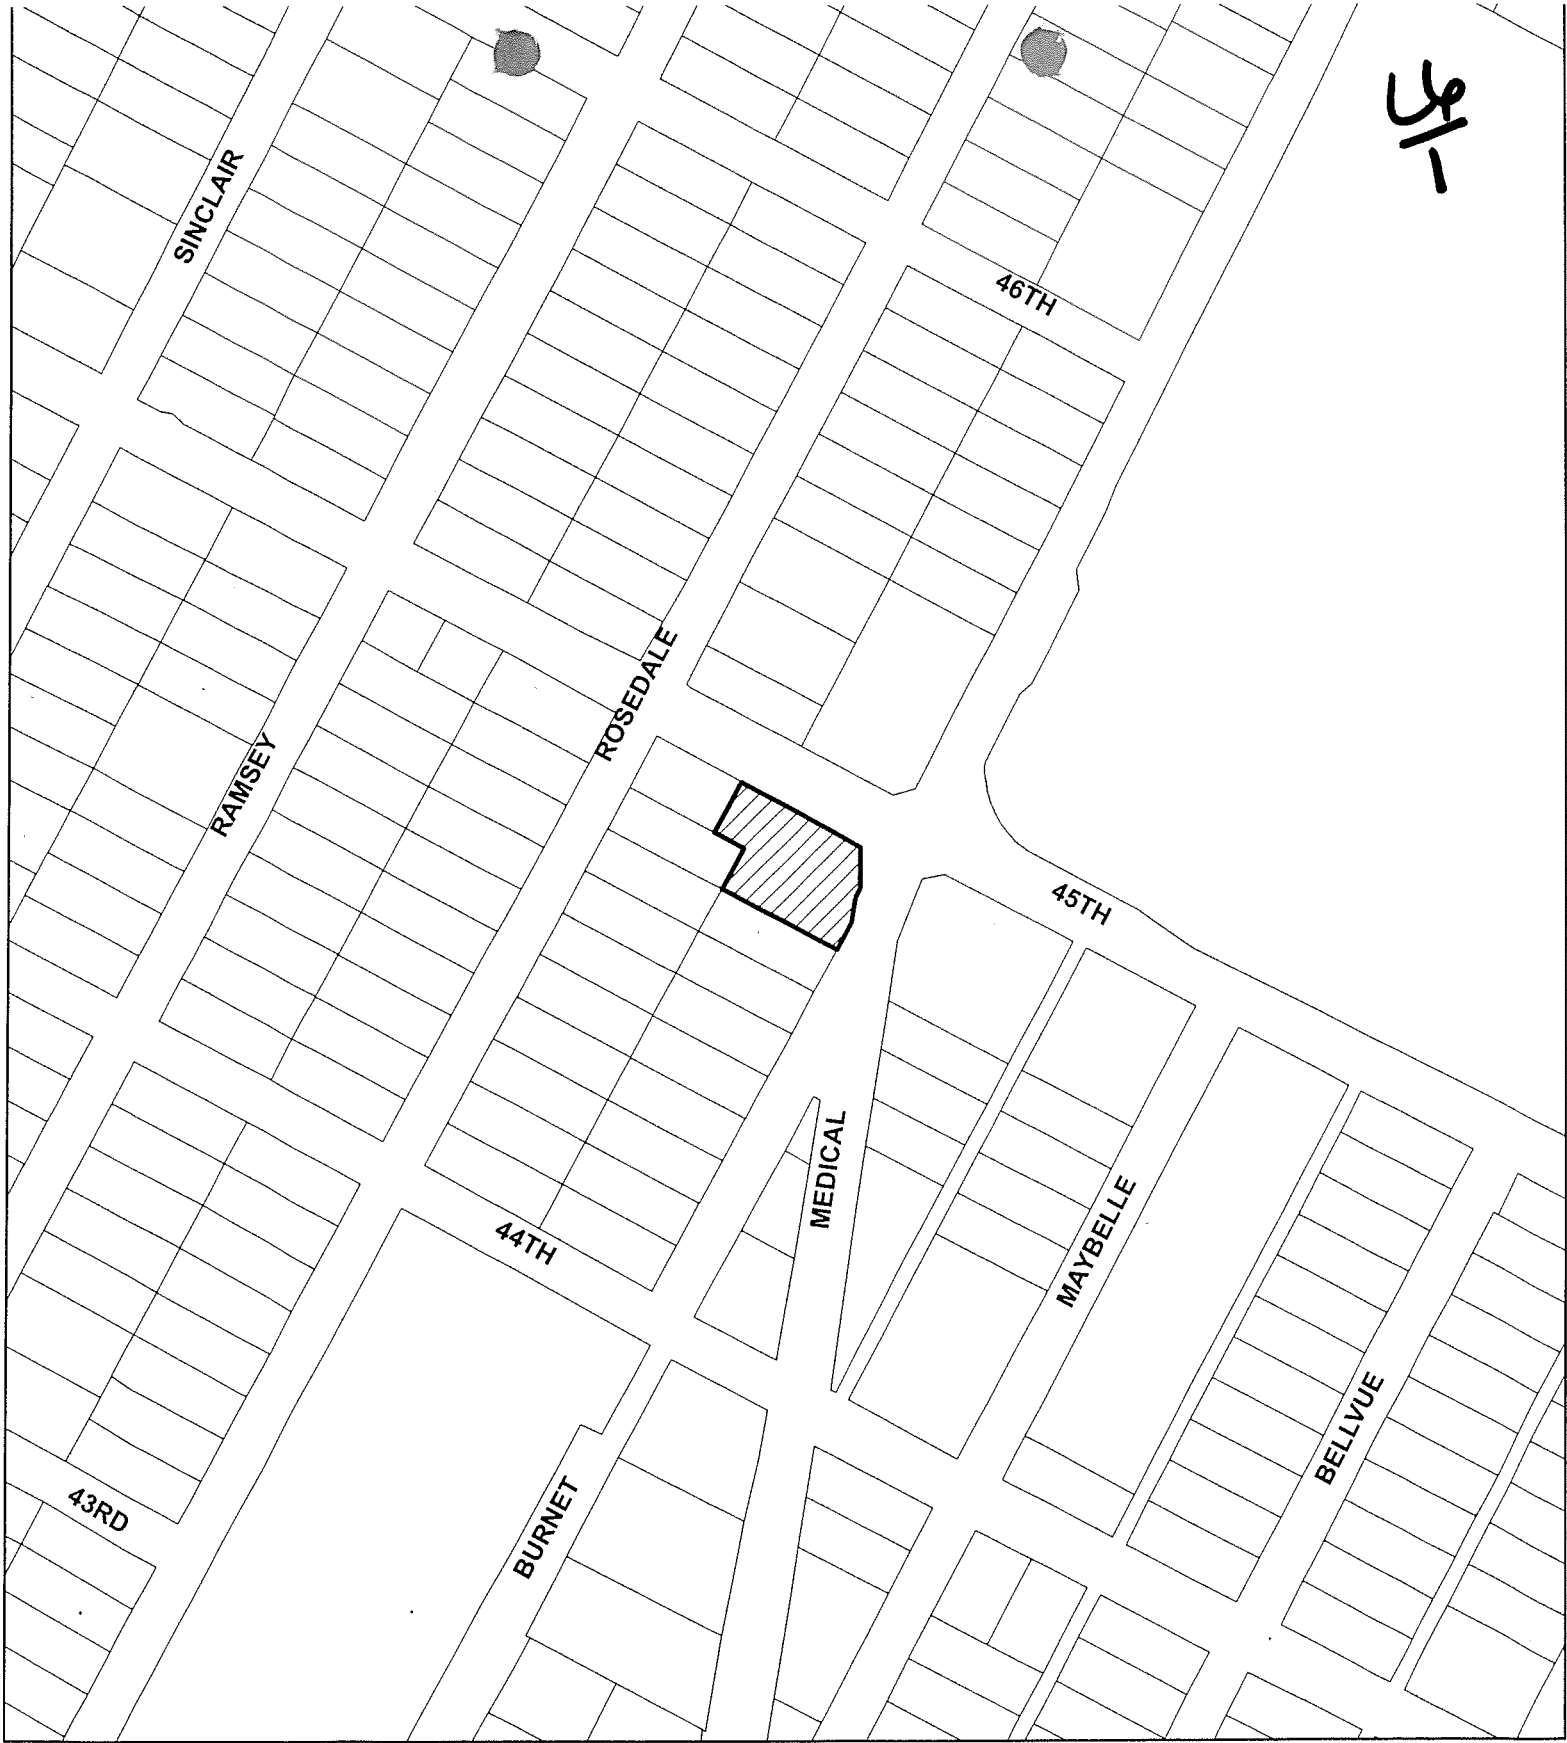 SINCLAIR
46TH
ROSEDALE
RAMSEY
45TH
MEDICAL
MAYBELLE
44TH
BELLVUE
BURNET
43RD